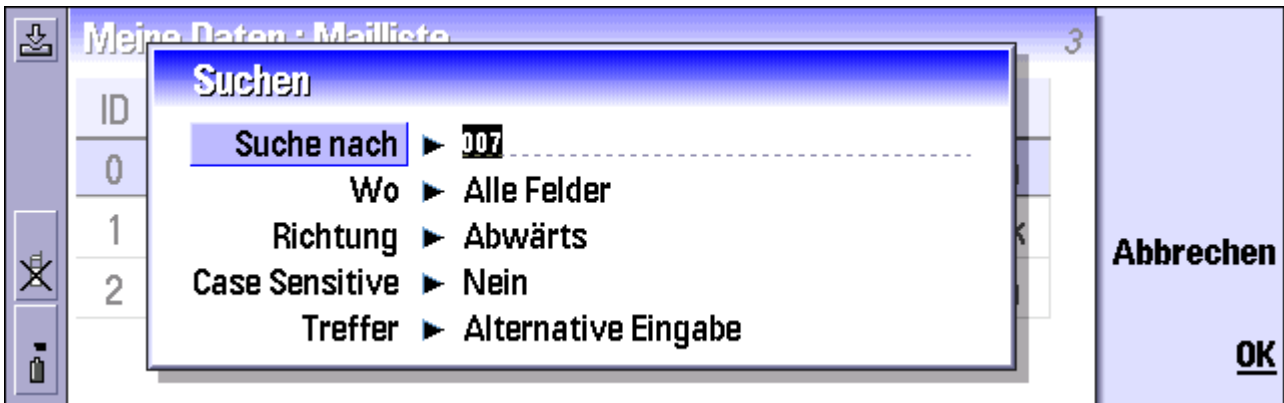 Meine Daten : Mailliste
3
Suchen
ID
Suche nach 007
0
Wo Alle Felder
1
Richtung Abwärts
Abbrechen
2
Case Sensitive Nein
Treffer Alternative Eingabe
OK